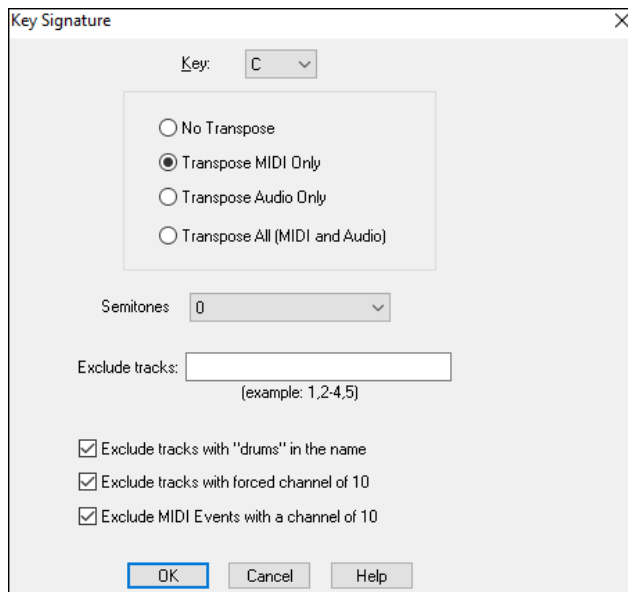 Key Signature
Key: C
No Transpose
Transpose MIDI Only
Transpose Audio Only
Transpose All (MIDI and Audio)
Semitones 0
Exclude tracks:
(example: 1,2-4,5)
Exclude tracks with "drums" in the name
Exclude tracks with forced channel of 10
Exclude MIDI Events with a channel of 10
OK Cancel Help